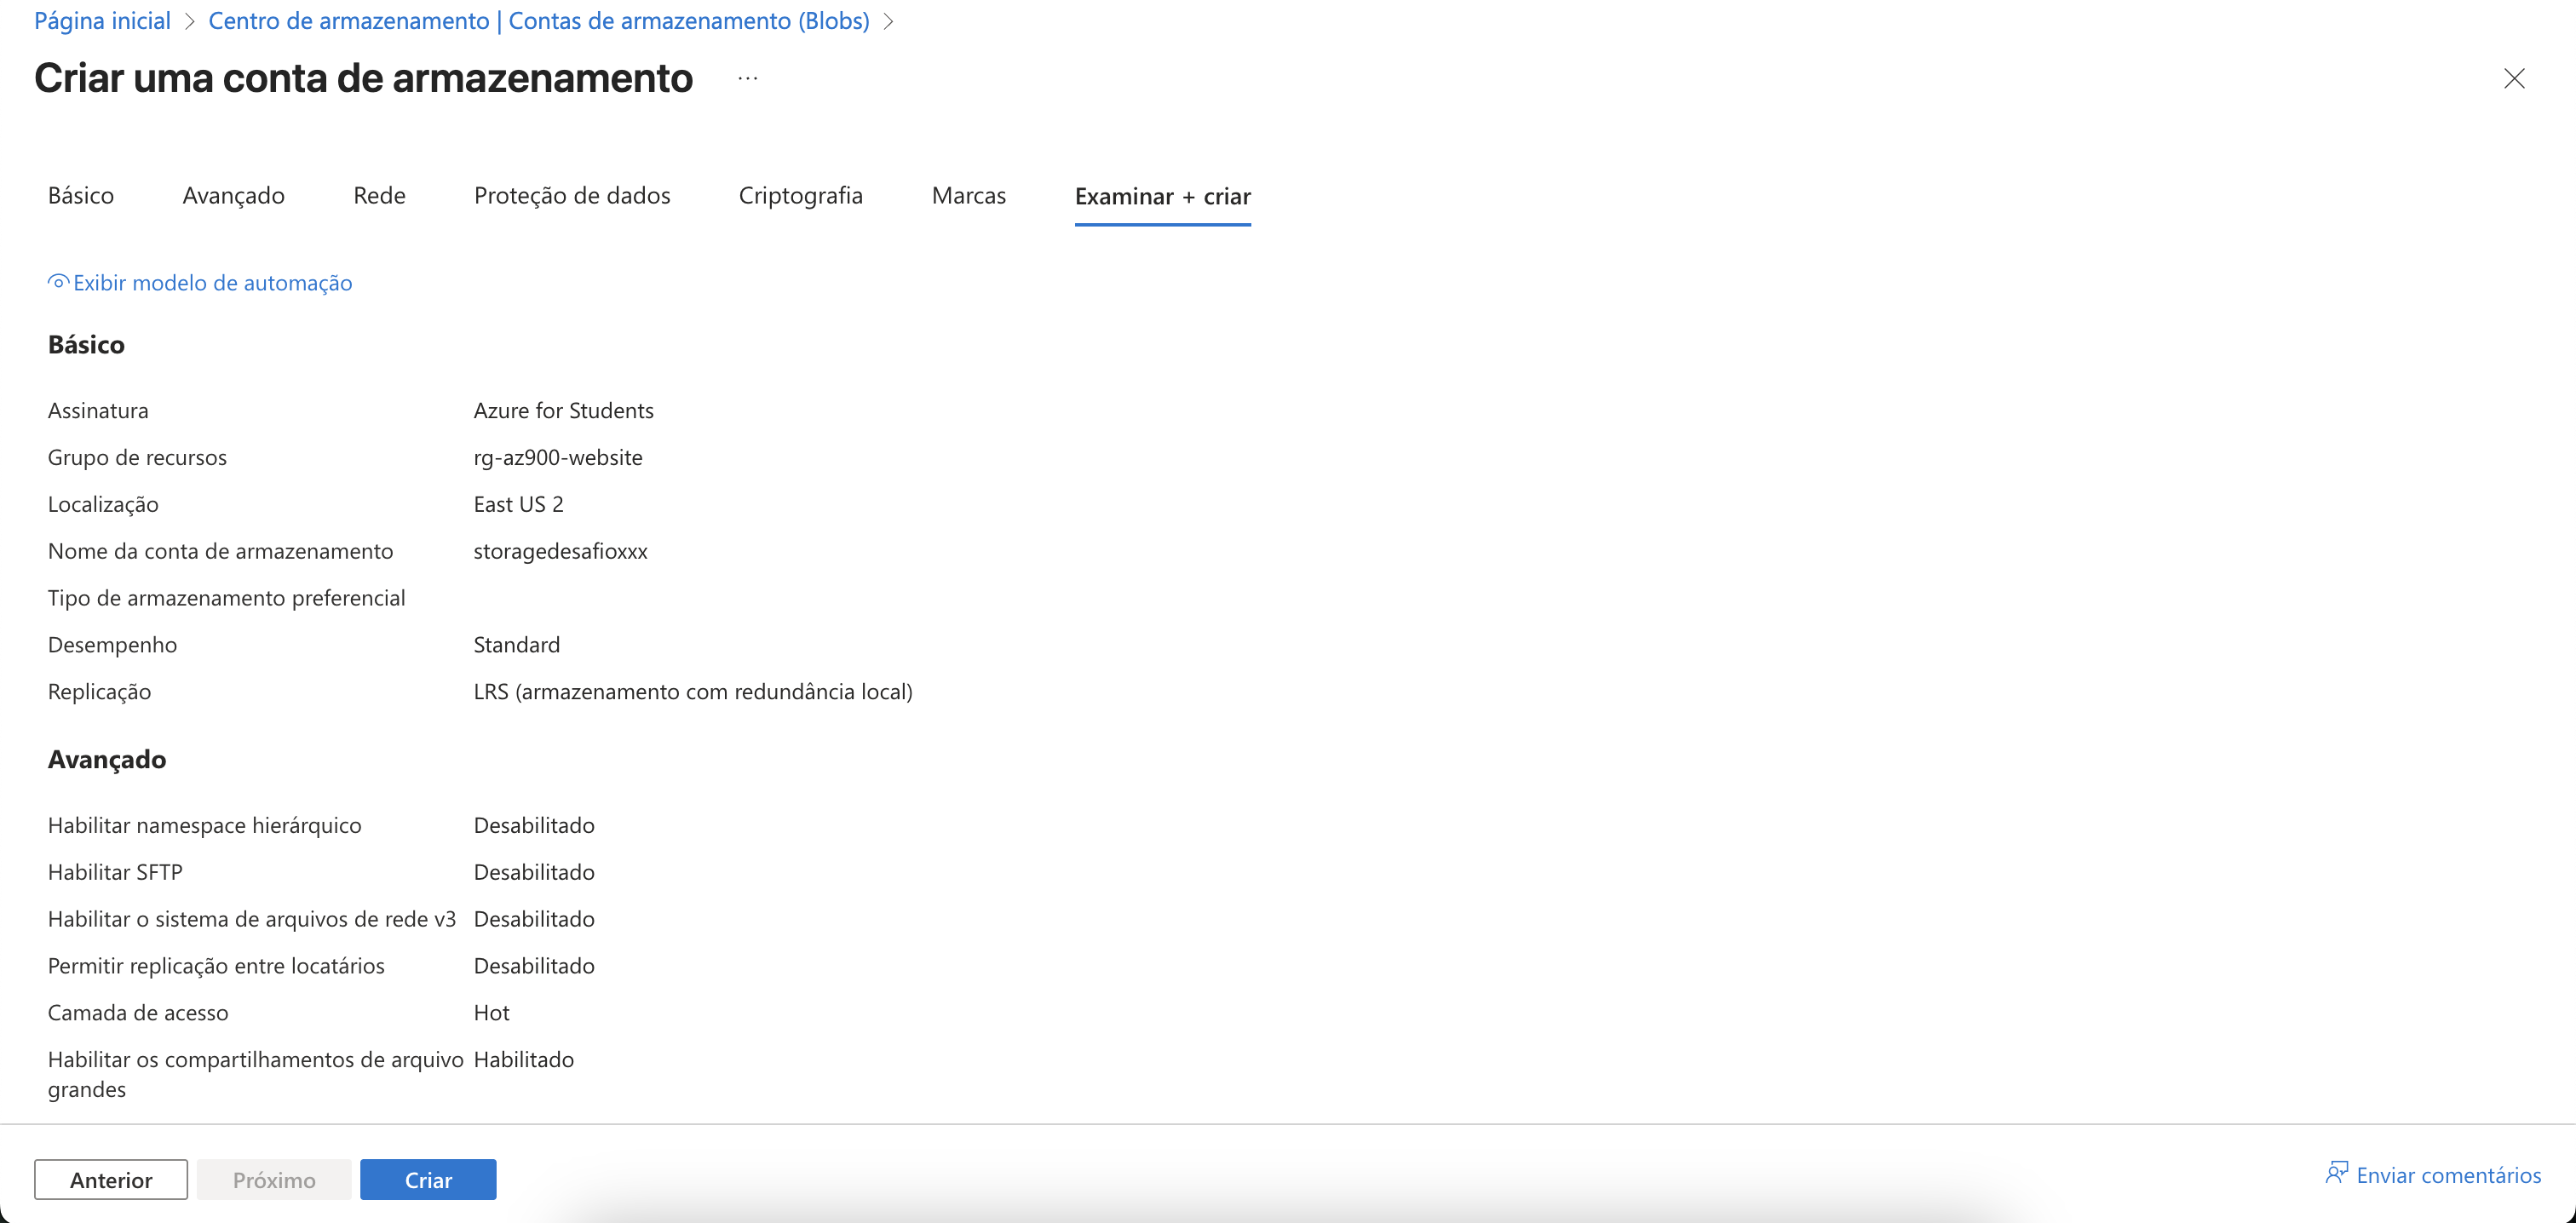 Página inicial > Centro de armazenamento | Contas de armazenamento (Blobs) >
Criar uma conta de armazenamento ...
Básico Avançado Rede Proteção de dados Criptografia Marcas Examinar + criar
Exibir modelo de automação
Básico
Assinatura Azure for Students
Grupo de recursos rg-az900-website
Localização East US 2
Nome da conta de armazenamento storagedesafioxxx
Tipo de armazenamento preferencial
Desempenho Standard
Replicação LRS (armazenamento com redundância local)
Avançado
Habilitar namespace hierárquico Desabilitado
Habilitar SFTP Desabilitado
Habilitar o sistema de arquivos de rede v3 Desabilitado
Permitir replicação entre locatários Desabilitado
Camada de acesso Hot
Habilitar os compartilhamentos de arquivo Habilitado
grandes
Anterior Próximo Criar Enviar comentários